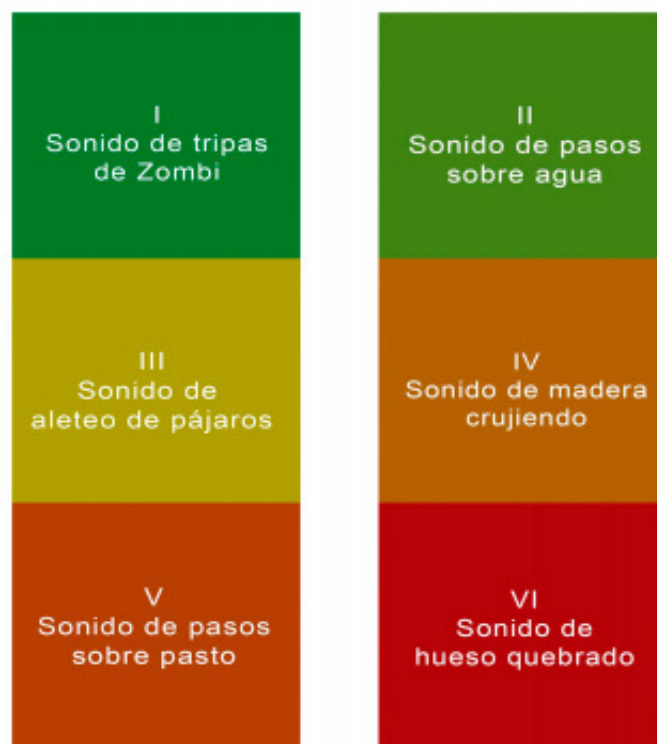 I
Sonido de tripas
de Zombi
II
Sonido de pasos
sobre agua
III
Sonido de
aleteo de pájaros
IV
Sonido de madera
crujiendo
V
Sonido de pasos
sobre pasto
VI
Sonido de
hueso quebrado